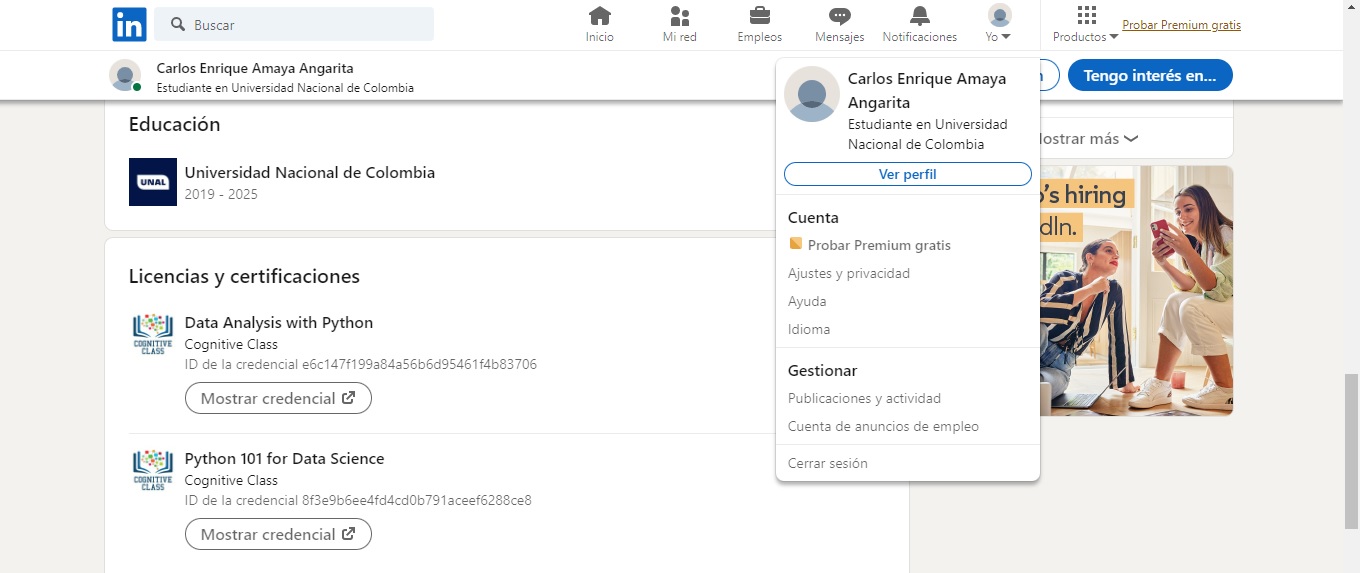 in
Buscar
Inicio
Mi red
Empleos
Mensajes
Notificaciones
Yo
Productos
Probar Premium gratis
Carlos Enrique Amaya Angarita
Estudiante en Universidad Nacional de Colombia
Tengo interés en...
Educación
UNAL
Universidad Nacional de Colombia
2019 - 2025
Licencias y certificaciones
COGNITIVE
CLASS
Data Analysis with Python
Cognitive Class
ID de la credencial e6c147f199a84a56b6d95461f4b83706
Mostrar credencial
COGNITIVE
CLASS
Python 101 for Data Science
Cognitive Class
ID de la credencial 8f3e9b6ee4fd4cd0b791aceef6288ce8
Mostrar credencial
Carlos Enrique Amaya
Angarita
Estudiante en Universidad
Nacional de Colombia
Ver perfil
Cuenta
Probar Premium gratis
Ajustes y privacidad
Ayuda
Idioma
Gestionar
Publicaciones y actividad
Cuenta de anuncios de empleo
Cerrar sesión
ostrar más
's hiring
dIn.